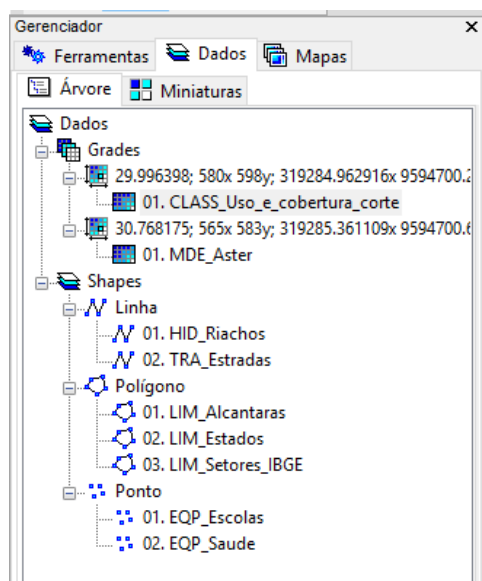 Gerenciador
Ferramentas Dados Mapas
Árvore Miniaturas
Dados
Grades
29.996398; 580x 598y; 319284.962916x 9594700.2
01. CLASS_Uso_e_cobertura_corte
30.768175; 565x 583y; 319285.361109x 9594700.6
01. MDE_Aster
Shapes
Linha
01. HID_Riachos
02. TRA_Estradas
Polígono
01. LIM_Alcantaras
02. LIM_Estados
03. LIM_Setores_IBGE
Ponto
01. EQP_Escolas
02. EQP_Saude